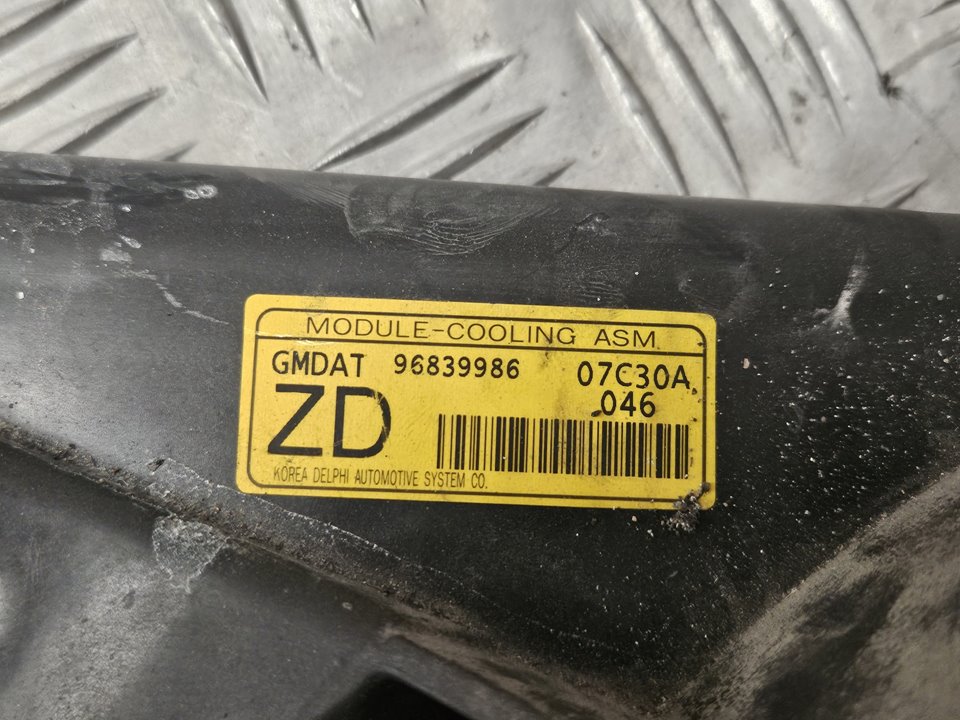 MODULE-COOLING ASM.
GMDAT 96839986 07C30A
ZD 046
KOREA DELPHI AUTOMOTIVE SYSTEM CO.